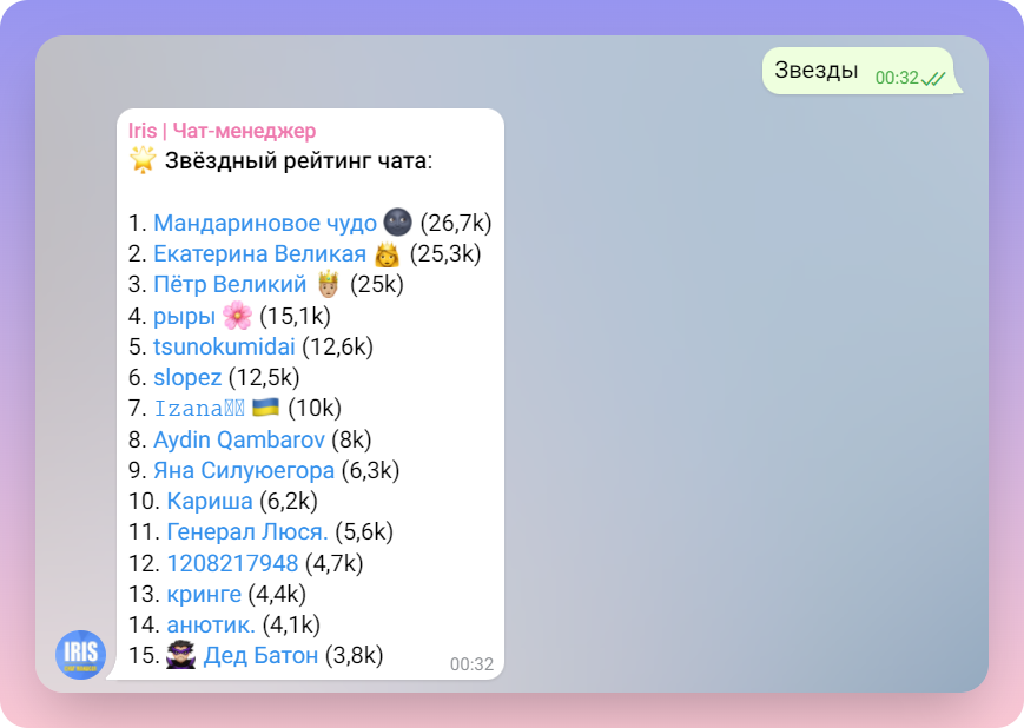 Звезды 00:32
Iris | Чат-менеджер
🌟 Звёздный рейтинг чата:
1. Мандариновое чудо 🌚 (26,7k)
2. Екатерина Великая 👸 (25,3k)
3. Пётр Великий 🤴🏼 (25k)
4. рыры 🌸 (15,1k)
5. tsunokumidai (12,6k)
6. slopez (12,5k)
7. 𝙸𝚣𝚊𝚗𝚊 🇺🇦 (10k)
8. Aydin Qambarov (8k)
9. Яна Силуюегора (6,3k)
10. Кариша (6,2k)
11. Генерал Люся. (5,6k)
12. 1208217948 (4,7k)
13. кринге (4,4k)
14. анютик. (4,1k)
15. 🦹🏿 Дед Батон (3,8k)
00:32
IRIS